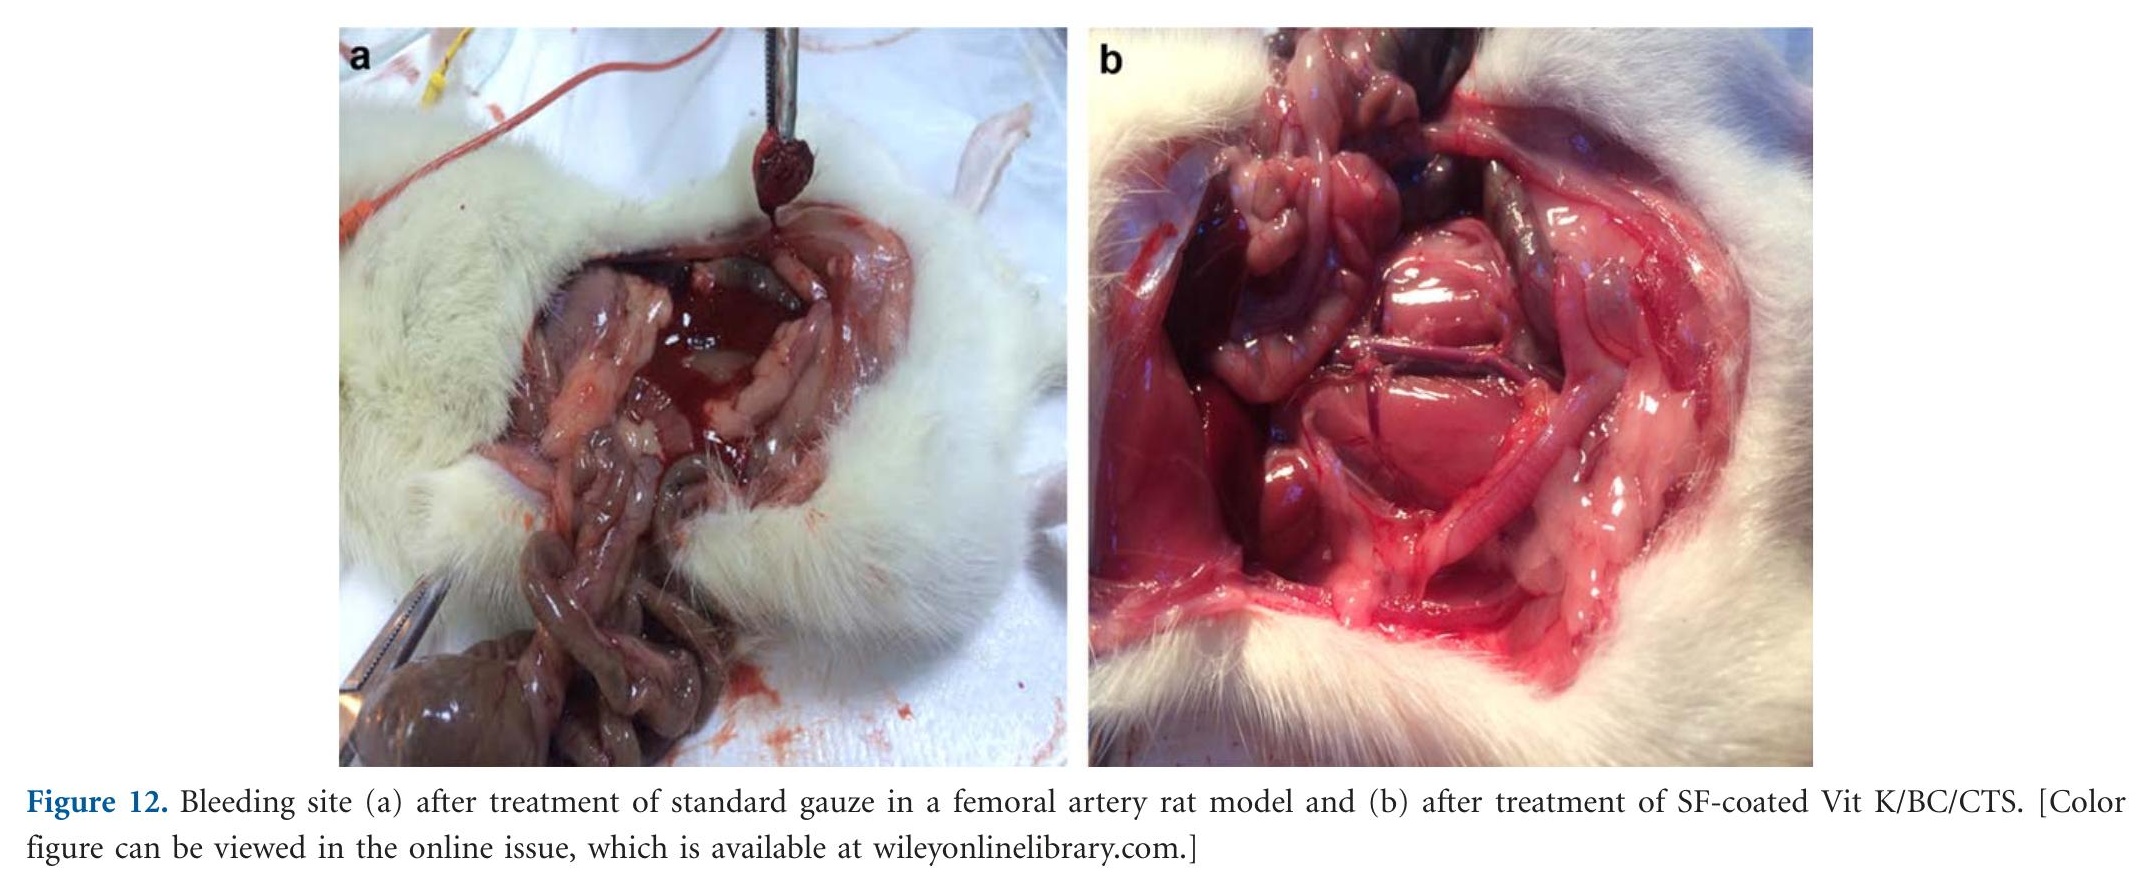 a
b
Figure 12. Bleeding site (a) after treatment of standard gauze in a femoral artery rat model and (b) after treatment of SF-coated Vit K/BC/CTS. [Color
figure can be viewed in the online issue, which is available at wileyonlinelibrary.com.]